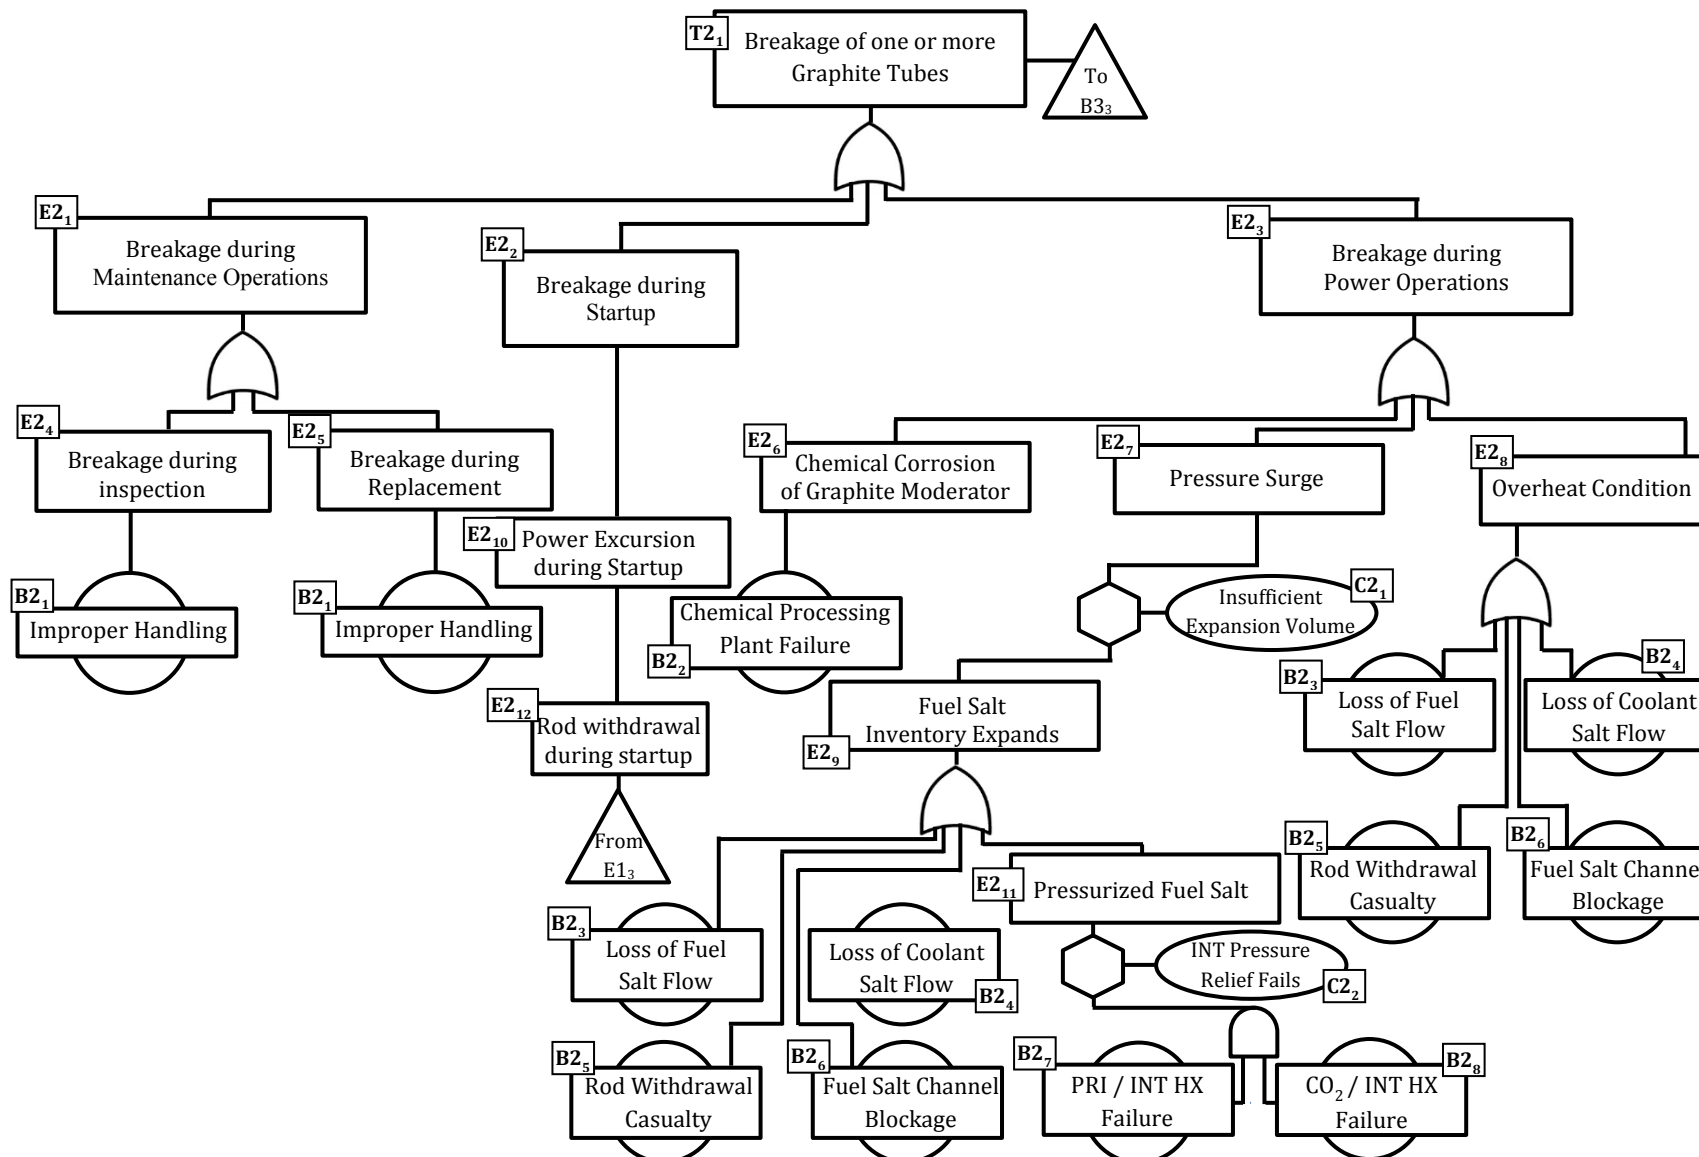 T2₁
Breakage of one or more
Graphite Tubes
To
B3₃
E2₁
Breakage during
Maintenance Operations
E2₂
Breakage during
Startup
E2₃
Breakage during
Power Operations
E2₄
Breakage during
inspection
E2₅
Breakage during
Replacement
E2₆
Chemical Corrosion
of Graphite Moderator
E2₇
Pressure Surge
E2₈
Overheat Condition
E2₁₀
Power Excursion
during Startup
B2₁
Improper Handling
B2₁
Improper Handling
Chemical Processing
Plant Failure
B2₂
C2₁
Insufficient
Expansion Volume
E2₁₂
Rod withdrawal
during startup
From
E1₃
Fuel Salt
Inventory Expands
E2₉
B2₃
Loss of Fuel
Salt Flow
B2₄
Loss of Coolant
Salt Flow
B2₅
Rod Withdrawal
Casualty
B2₆
Fuel Salt Channel
Blockage
E2₁₁
Pressurized Fuel Salt
B2₃
Loss of Fuel
Salt Flow
Loss of Coolant
Salt Flow
B2₄
INT Pressure
Relief Fails
C2₂
B2₅
Rod Withdrawal
Casualty
B2₆
Fuel Salt Channel
Blockage
B2₇
PRI / INT HX
Failure
B2₈
CO₂ / INT HX
Failure